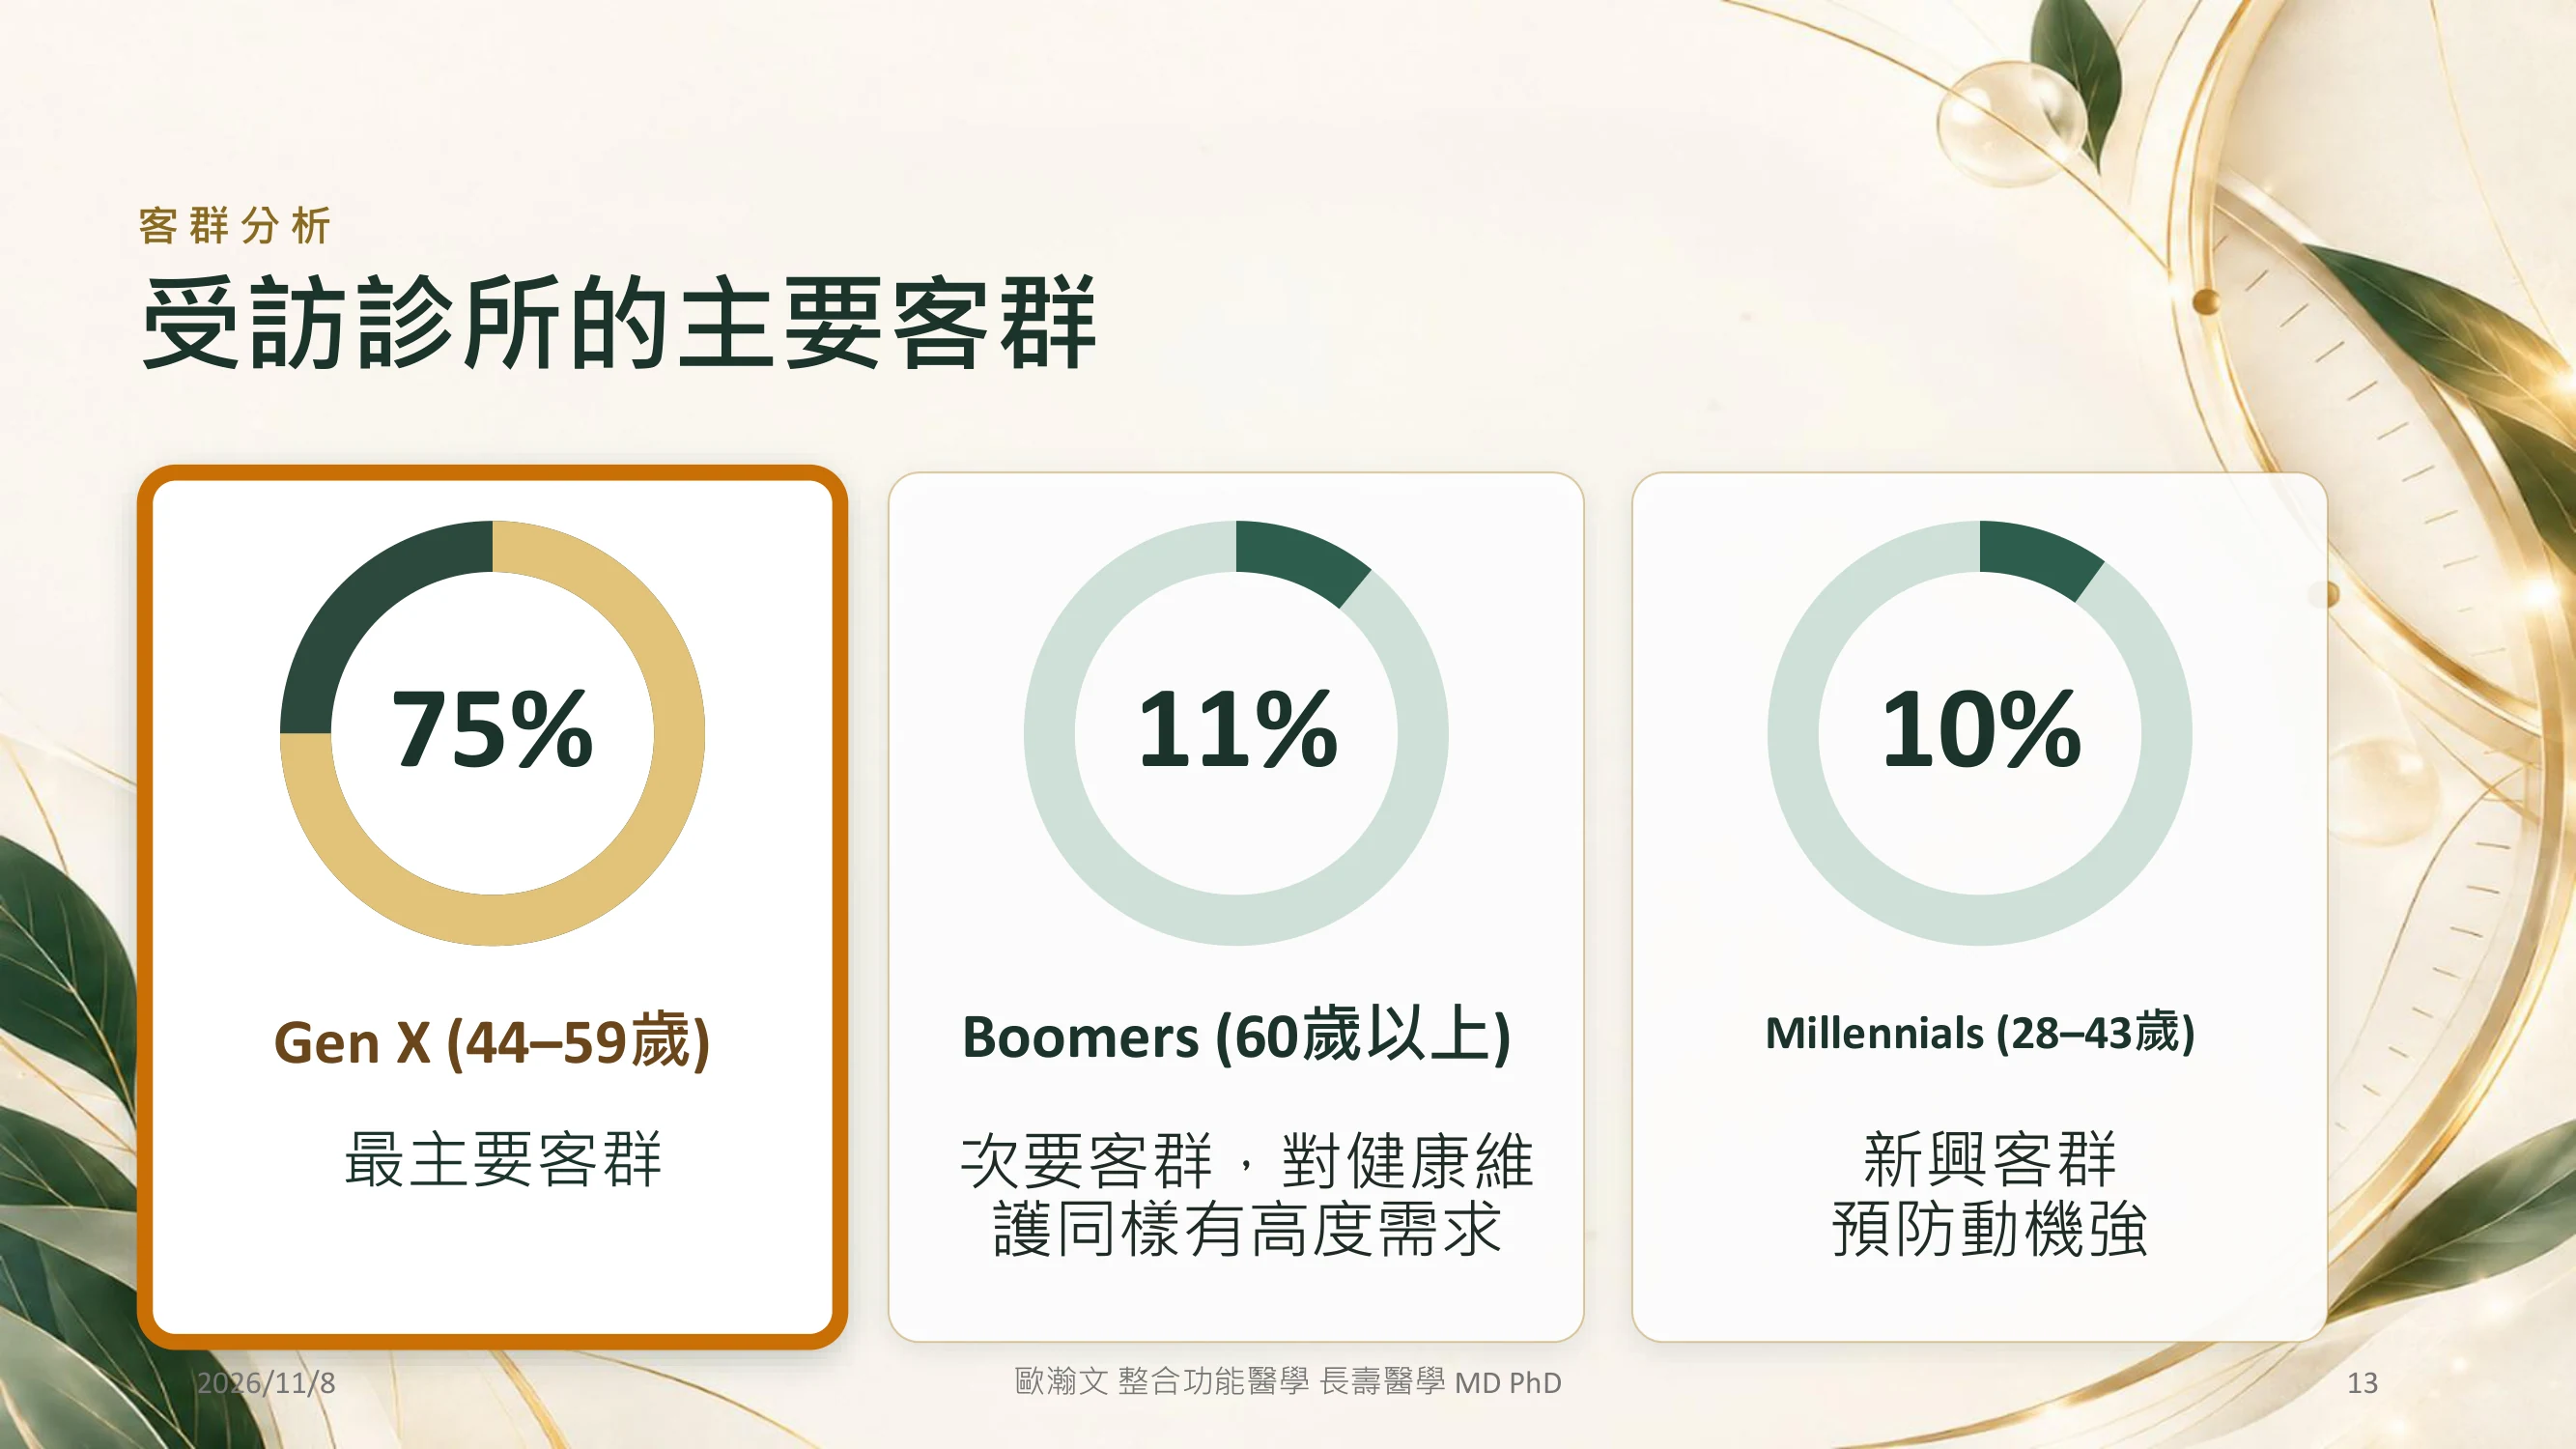 客群分析
受訪診所的主要客群
75%
Gen X (44–59歲)
最主要客群
11%
Boomers (60歲以上)
次要客群，對健康維
護同樣有高度需求
10%
Millennials (28–43歲)
新興客群
預防動機強
2026/11/8
歐瀚文 整合功能醫學 長壽醫學 MD PhD
13